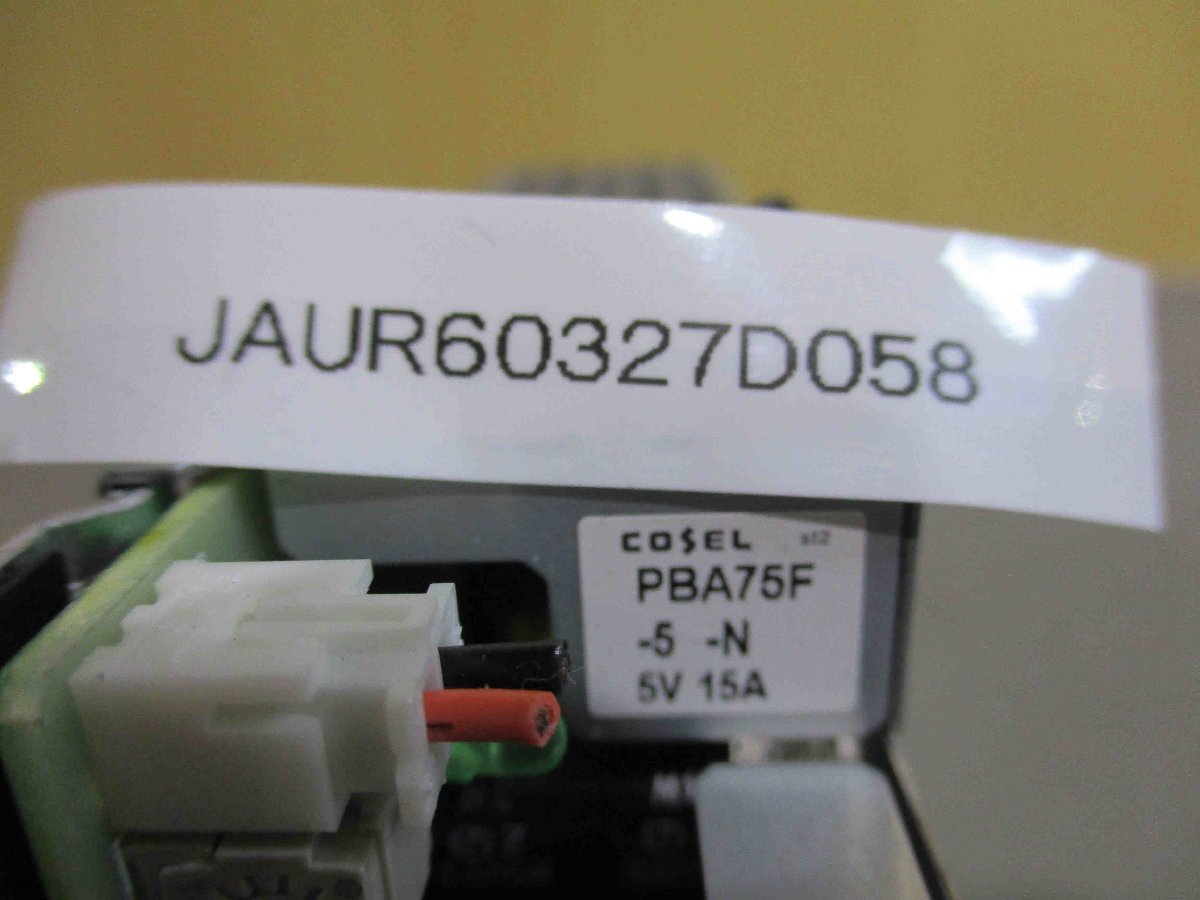 JAUR60327D058
COSEL
PBA75F
-5 -N
5V 15A